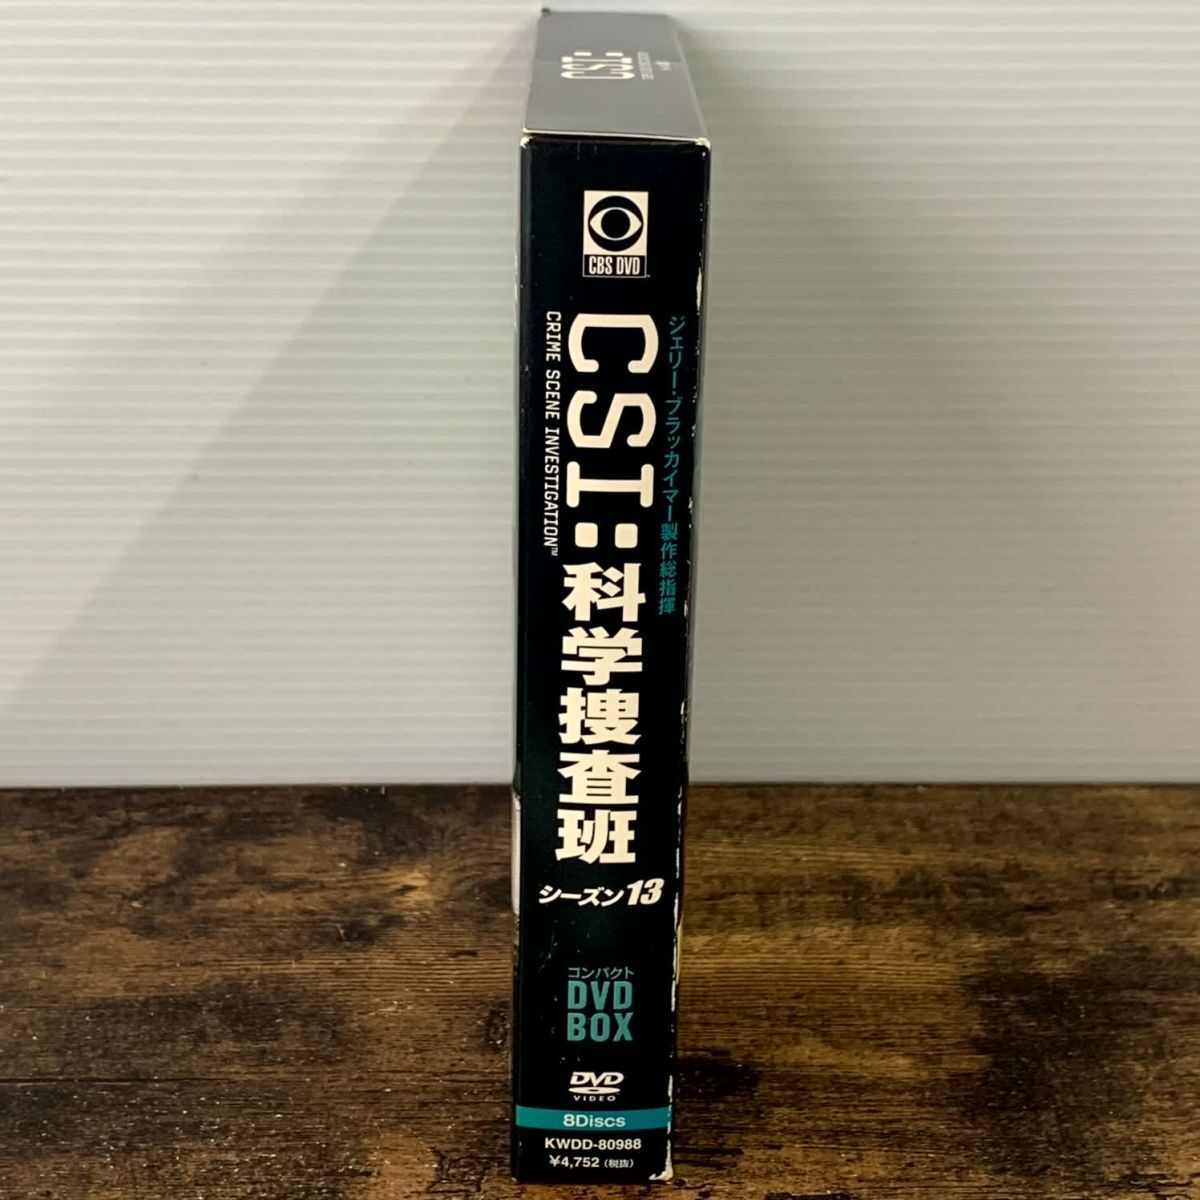 CSI:
CBS DVD
ジェリー・ブラッカイマー製作総指揮
CSI:科学捜査班
CRIME SCENE INVESTIGATION™
シーズン13
コンパクト
DVD
BOX
DVD
VIDEO
8Discs
KWDD-80988
¥4,752（税抜）